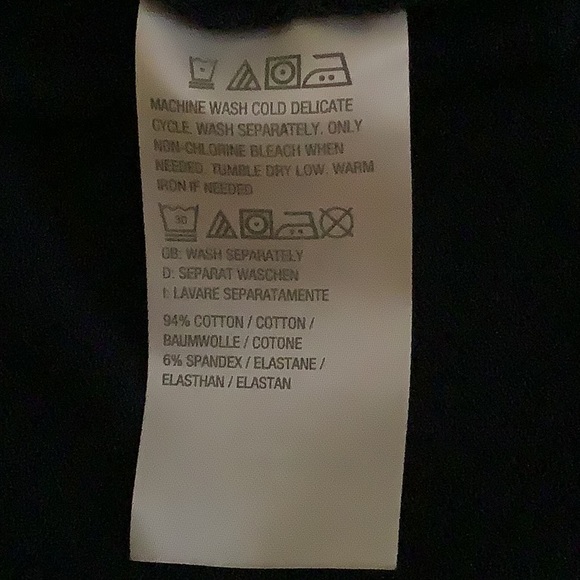 MACHINE WASH COLD DELICATE
CYCLE. WASH SEPARATELY. ONLY
NON-CHLORINE BLEACH WHEN
NEEDED. TUMBLE DRY LOW. WARM
IRON IF NEEDED
30
GB: WASH SEPARATELY
D: SEPARAT WASCHEN
I: LAVARE SEPARATAMENTE
94% COTTON / COTTON /
BAUMWOLLE / COTONE
6% SPANDEX / ELASTANE /
ELASTHAN / ELASTAN